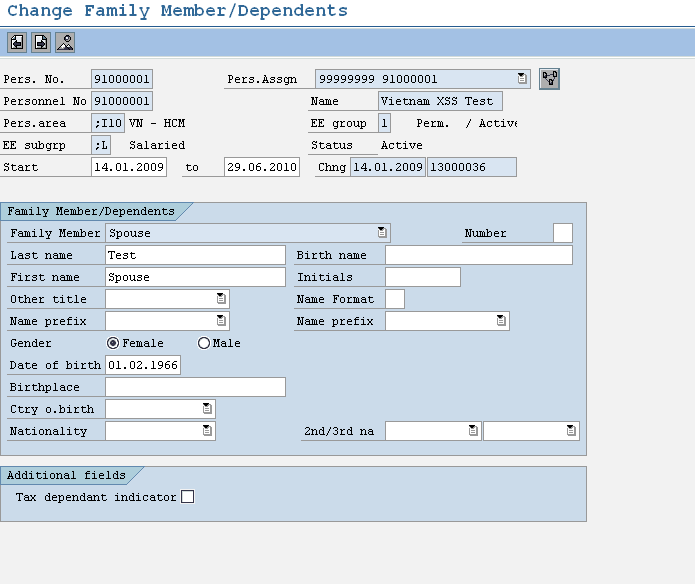 Change Family Member/Dependents
Pers. No. 91000001 Pers.Assgn 99999999 91000001
Personnel No 91000001 Name Vietnam XSS Test
Pers.area ;I10 VN - HCM EE group 1 Perm. / Active
EE subgrp ;L Salaried Status Active
Start 14.01.2009 to 29.06.2010 Chng 14.01.2009 13000036
Family Member/Dependents
Family Member Spouse Number
Last name Test Birth name
First name Spouse Initials
Other title Name Format
Name prefix Name prefix
Gender Female Male
Date of birth 01.02.1966
Birthplace
Ctry o.birth
Nationality 2nd/3rd na
Additional fields
Tax dependant indicator